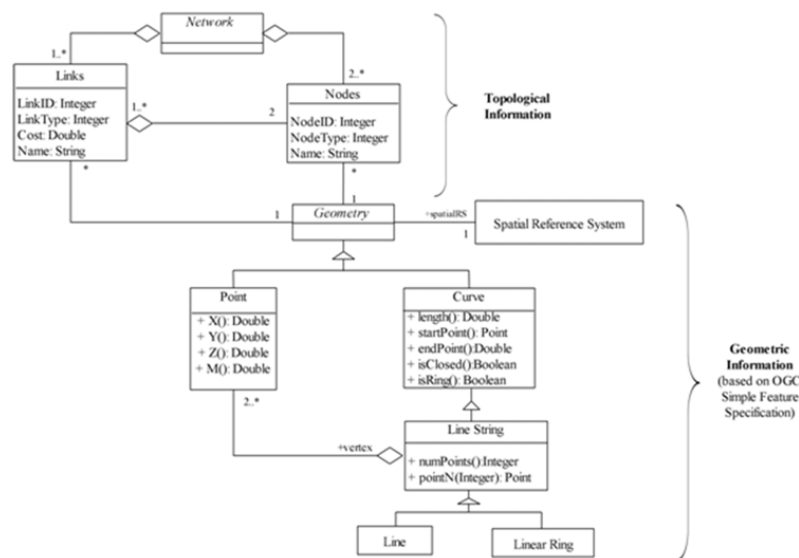 Network
1..*
2..*
Links
LinkID: Integer
LinkType: Integer
Cost: Double
Name: String
1..*
2
Nodes
NodeID: Integer
NodeType: Integer
Name: String
Topological
Information
*
*
1
1
Geometry
+spatialRS
1
Spatial Reference System
Point
+ X(): Double
+ Y(): Double
+ Z(): Double
+ M(): Double
Curve
+ length(): Double
+ startPoint(): Point
+ endPoint():Double
+ isClosed():Boolean
+ isRing(): Boolean
Geometric
Information
(based on OGC
Simple Feature
Specification)
2..*
+vertex
Line String
+ numPoints():Integer
+ pointN(Integer): Point
Line
Linear Ring